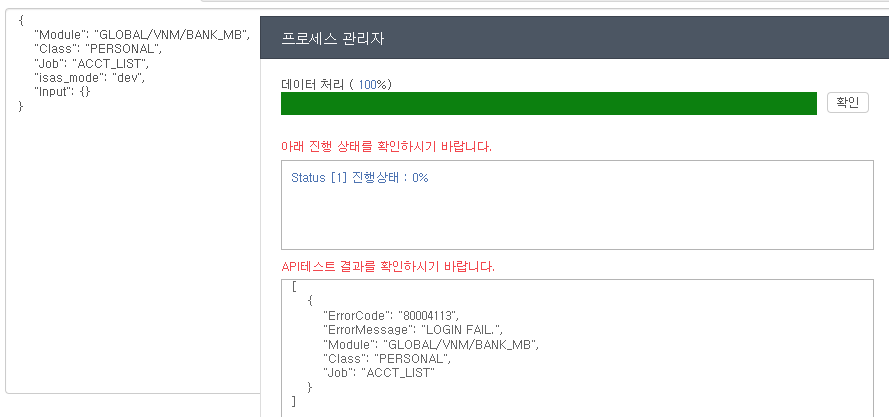 {
"Module": "GLOBAL/VNM/BANK_MB",
"Class": "PERSONAL",
"Job": "ACCT_LIST",
"isas_mode": "dev",
"Input": {}
}
프로세스 관리자
데이터 처리 ( 100%)
확인
아래 진행 상태를 확인하시기 바랍니다.
Status [1] 진행상태 : 0%
API테스트 결과를 확인하시기 바랍니다.
[
{
"ErrorCode": "80004113",
"ErrorMessage": "LOGIN FAIL.",
"Module": "GLOBAL/VNM/BANK_MB",
"Class": "PERSONAL",
"Job": "ACCT_LIST"
}
]